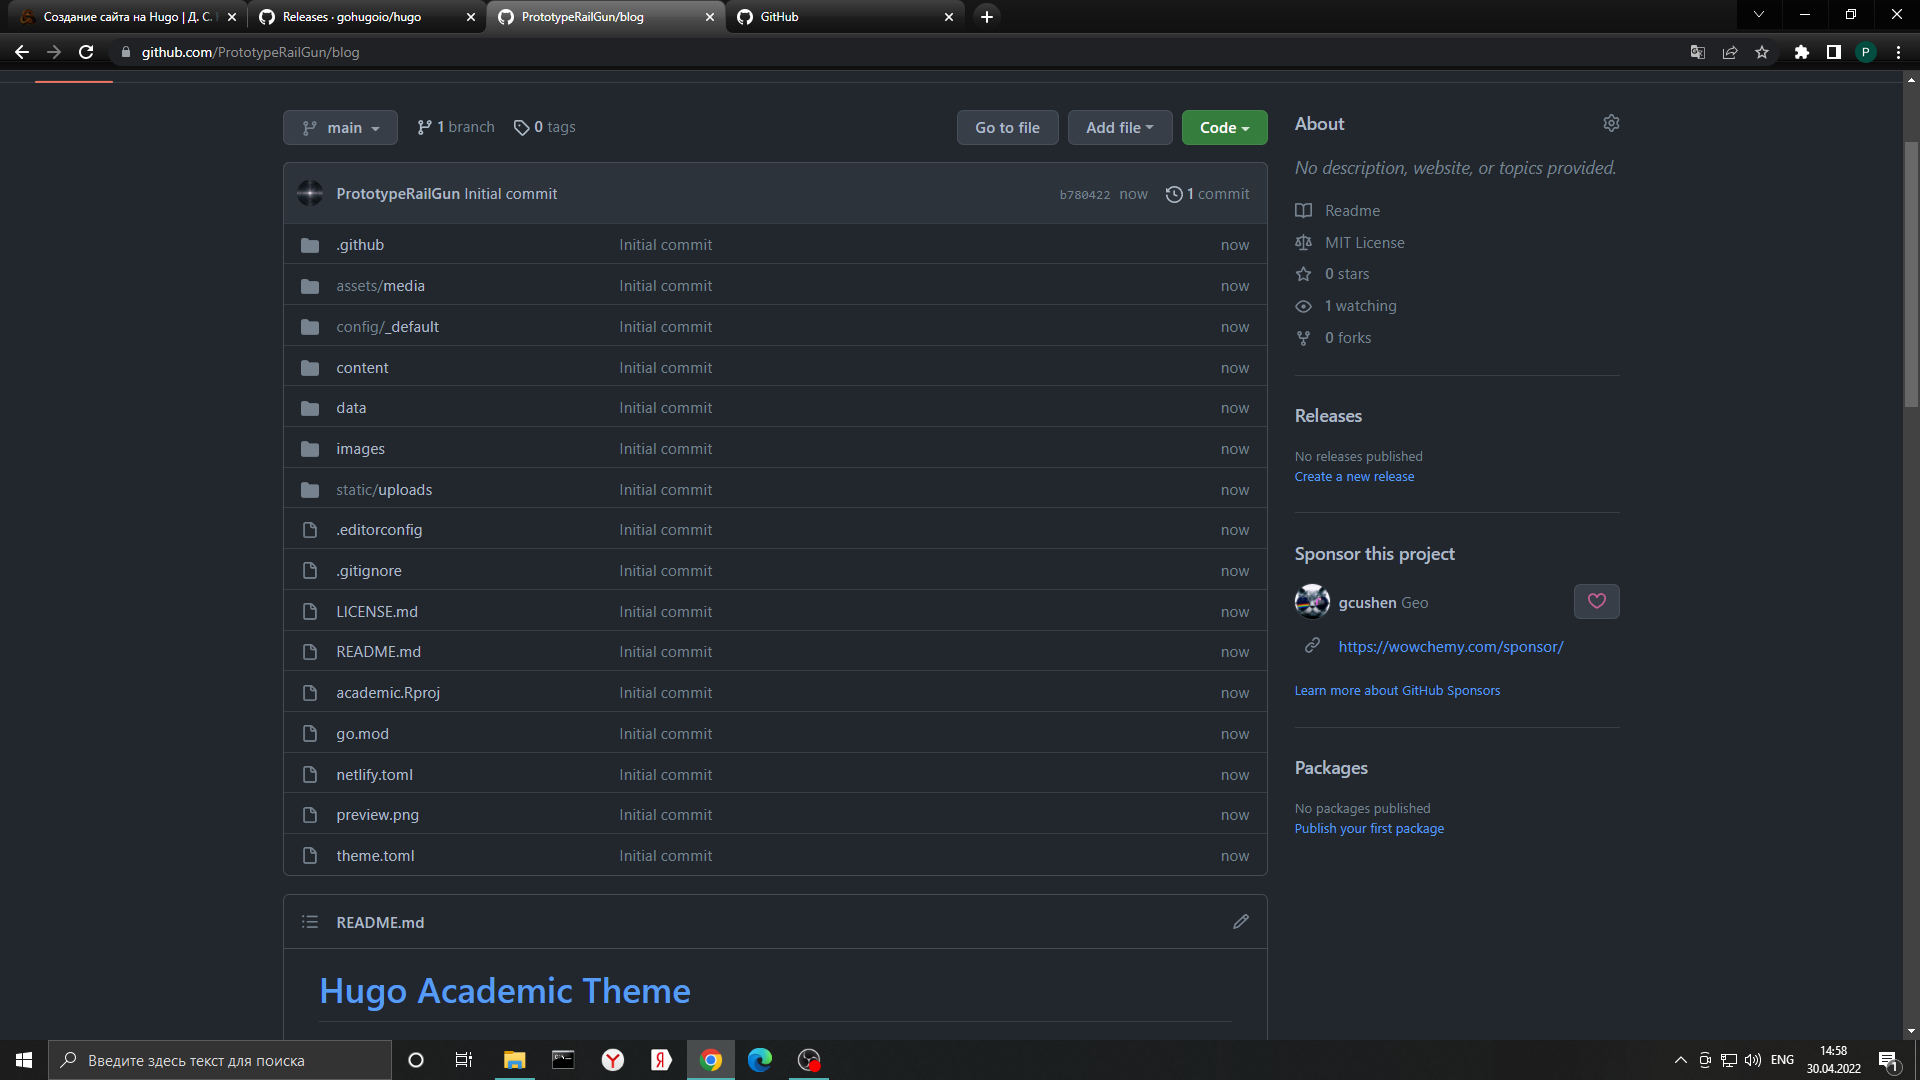 Создание сайта на Hugo | Д. С.
Releases · gohugoio/hugo
PrototypeRailGun/blog
GitHub
github.com/PrototypeRailGun/blog
P
main
1 branch
0 tags
Go to file
Add file
Code
PrototypeRailGun Initial commit
b780422 now
1 commit
.github Initial commit now
assets/media Initial commit now
config/_default Initial commit now
content Initial commit now
data Initial commit now
images Initial commit now
static/uploads Initial commit now
.editorconfig Initial commit now
.gitignore Initial commit now
LICENSE.md Initial commit now
README.md Initial commit now
academic.Rproj Initial commit now
go.mod Initial commit now
netlify.toml Initial commit now
preview.png Initial commit now
theme.toml Initial commit now
README.md
Hugo Academic Theme
About
No description, website, or topics provided.
Readme
MIT License
0 stars
1 watching
0 forks
Releases
No releases published
Create a new release
Sponsor this project
gcushen Geo
https://wowchemy.com/sponsor/
Learn more about GitHub Sponsors
Packages
No packages published
Publish your first package
Введите здесь текст для поиска
Y
Я
ENG
14:58
30.04.2022
1